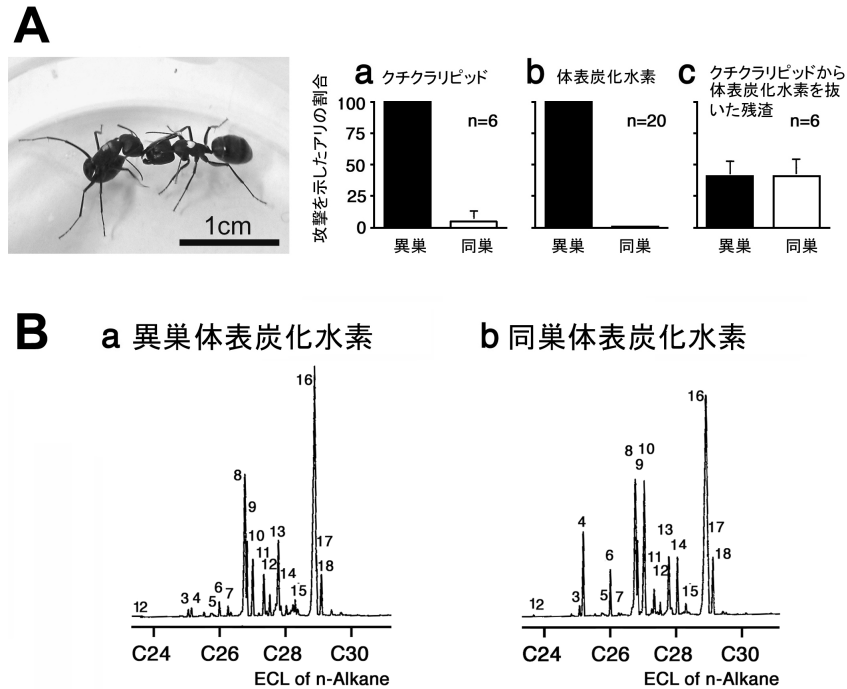 A
1cm
攻撃を示したアリの割合
a クチクラリピッド
100
75
50
25
0
n=6
異巣
同巣
b 体表炭化水素
n=20
異巣
同巣
c クチクラリピッドから
体表炭化水素を抜
いた残渣
n=6
異巣
同巣
B
a 異巣体表炭化水素
12
3
4
5
6
7
8
9
10
11
12
13
14
15
16
17
18
C24
C26
C28
C30
ECL of n-Alkane
b 同巣体表炭化水素
12
3
4
5
6
7
8
9
10
11
12
13
14
15
16
17
18
C24
C26
C28
C30
ECL of n-Alkane